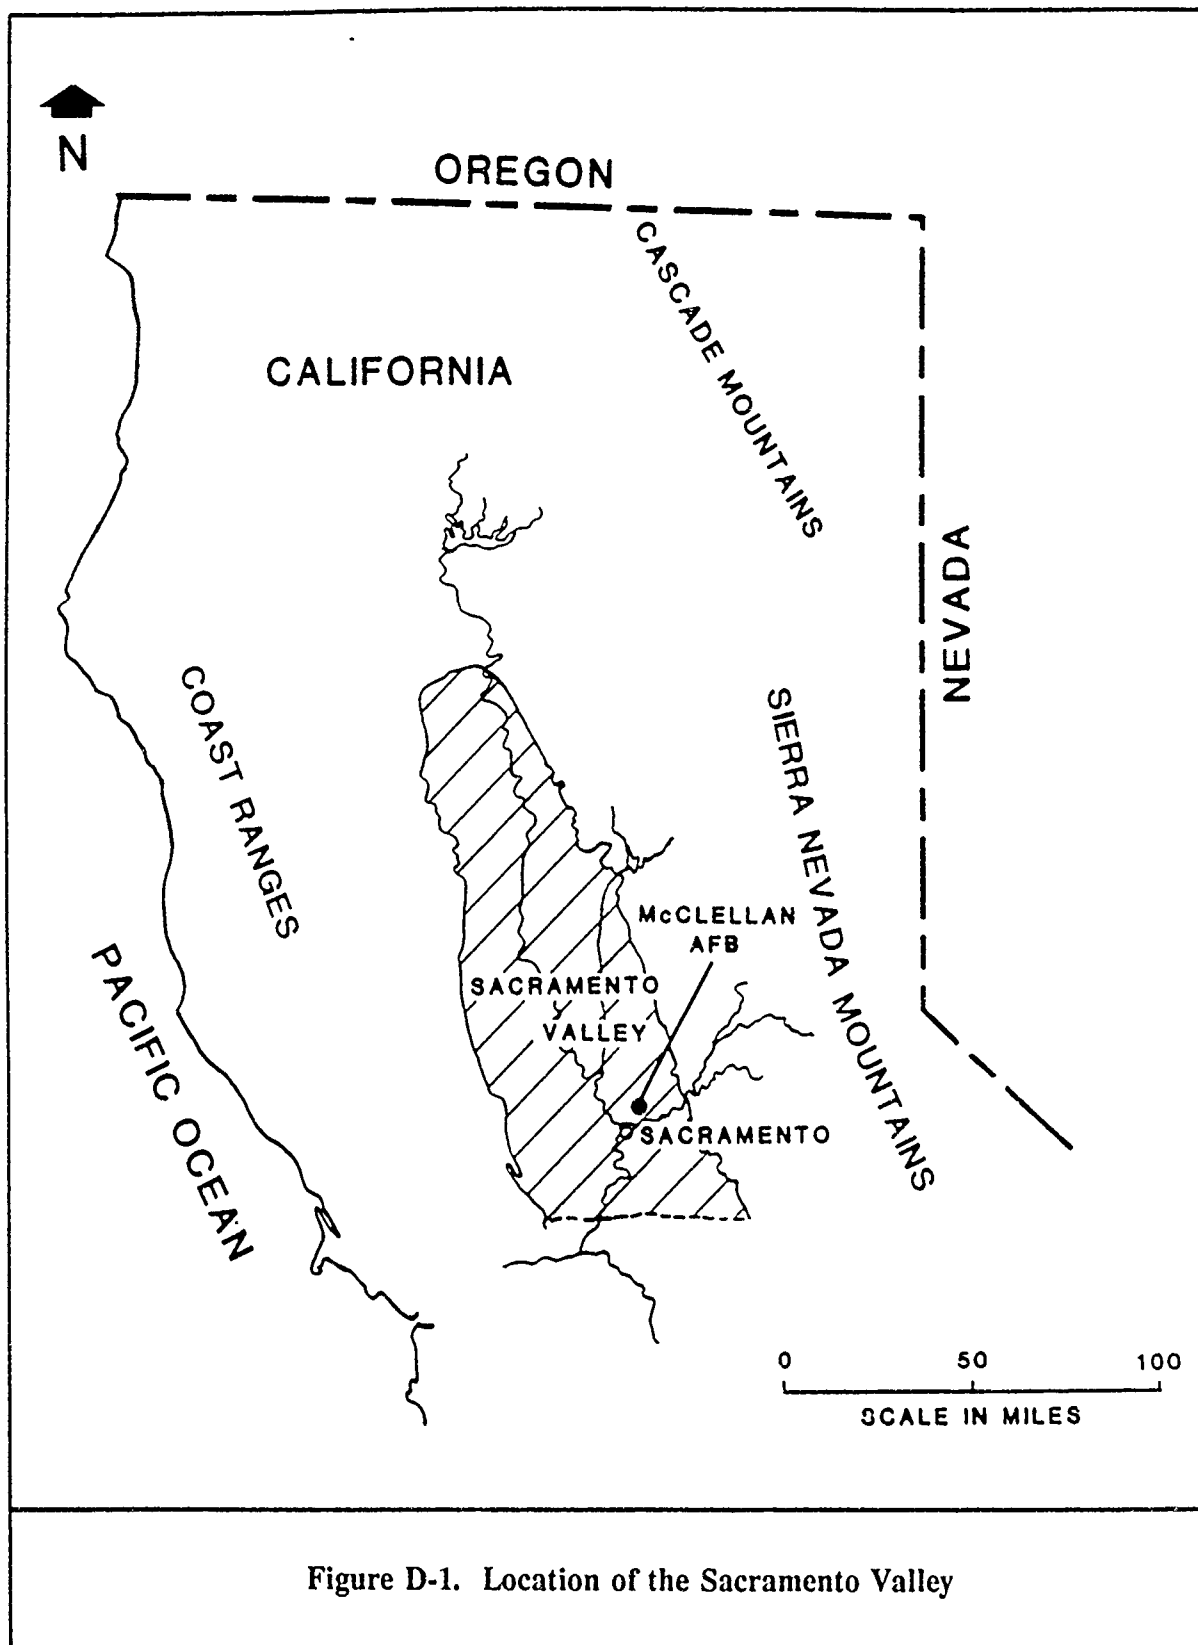 N
OREGON
CASCADE MOUNTAINS
CALIFORNIA
NEVADA
COAST RANGES
SIERRA NEVADA MOUNTAINS
McCLELLAN
AFB
PACIFIC OCEAN
SACRAMENTO
VALLEY
SACRAMENTO
0 50 100
SCALE IN MILES
Figure D-1. Location of the Sacramento Valley